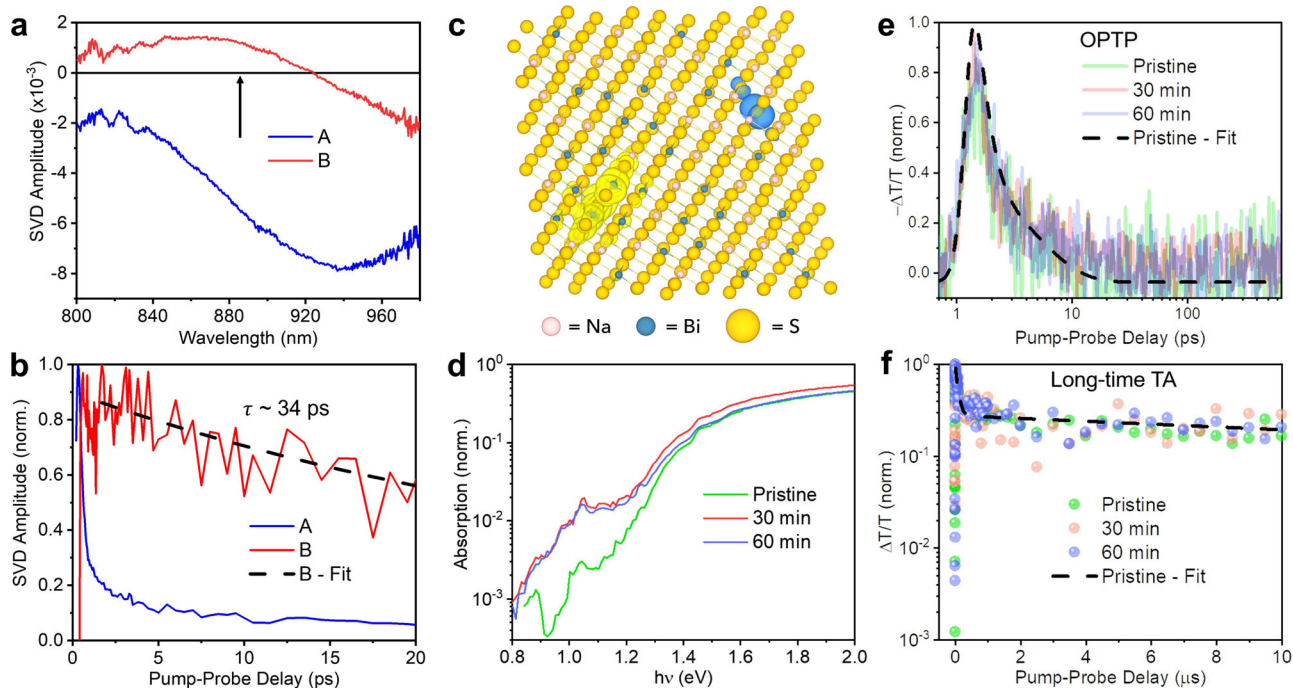 a
SVD Amplitude (x10⁻³)
2
0
-2
-4
-6
-8
A
B
800 840 880 920 960
Wavelength (nm)
b
SVD Amplitude (norm.)
1.0
0.8
0.6
0.4
0.2
0.0
τ ~ 34 ps
A
B
B - Fit
0 5 10 15 20
Pump-Probe Delay (ps)
c
= Na = Bi = S
d
Absorption (norm.)
10⁰
10⁻¹
10⁻²
10⁻³
Pristine
30 min
60 min
0.8 1.0 1.2 1.4 1.6 1.8 2.0
hν (eV)
e
−ΔT/T (norm.)
1.0
0.8
0.6
0.4
0.2
0.0
OPTP
Pristine
30 min
60 min
Pristine - Fit
1 10 100
Pump-Probe Delay (ps)
f
ΔT/T (norm.)
10⁰
10⁻¹
10⁻²
10⁻³
Long-time TA
Pristine
30 min
60 min
Pristine - Fit
0 2 4 6 8 10
Pump-Probe Delay (μs)